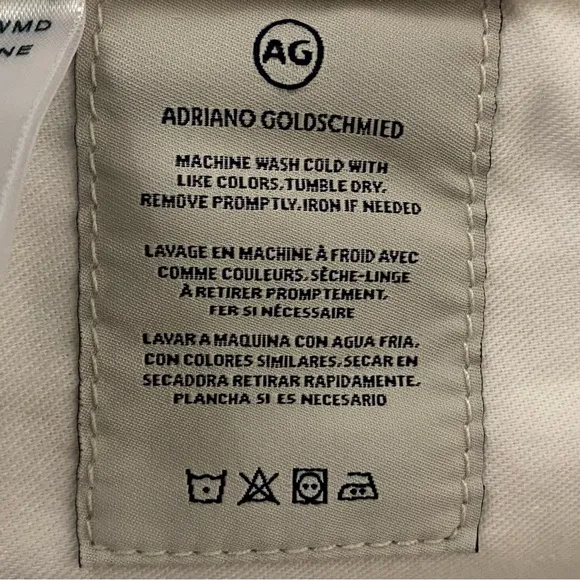 WMD
NE
AG
ADRIANO GOLDSCHMIED
MACHINE WASH COLD WITH
LIKE COLORS, TUMBLE DRY.
REMOVE PROMPTLY. IRON IF NEEDED
LAVAGE EN MACHINE À FROID AVEC
COMME COULEURS. SÈCHE-LINGE
À RETIRER PROMPTEMENT.
FER SI NÉCESSAIRE
LAVAR A MAQUINA CON AGUA FRIA.
CON COLORES SIMILARES. SECAR EN
SECADORA RETIRAR RAPIDAMENTE.
PLANCHA SI ES NECESARIO